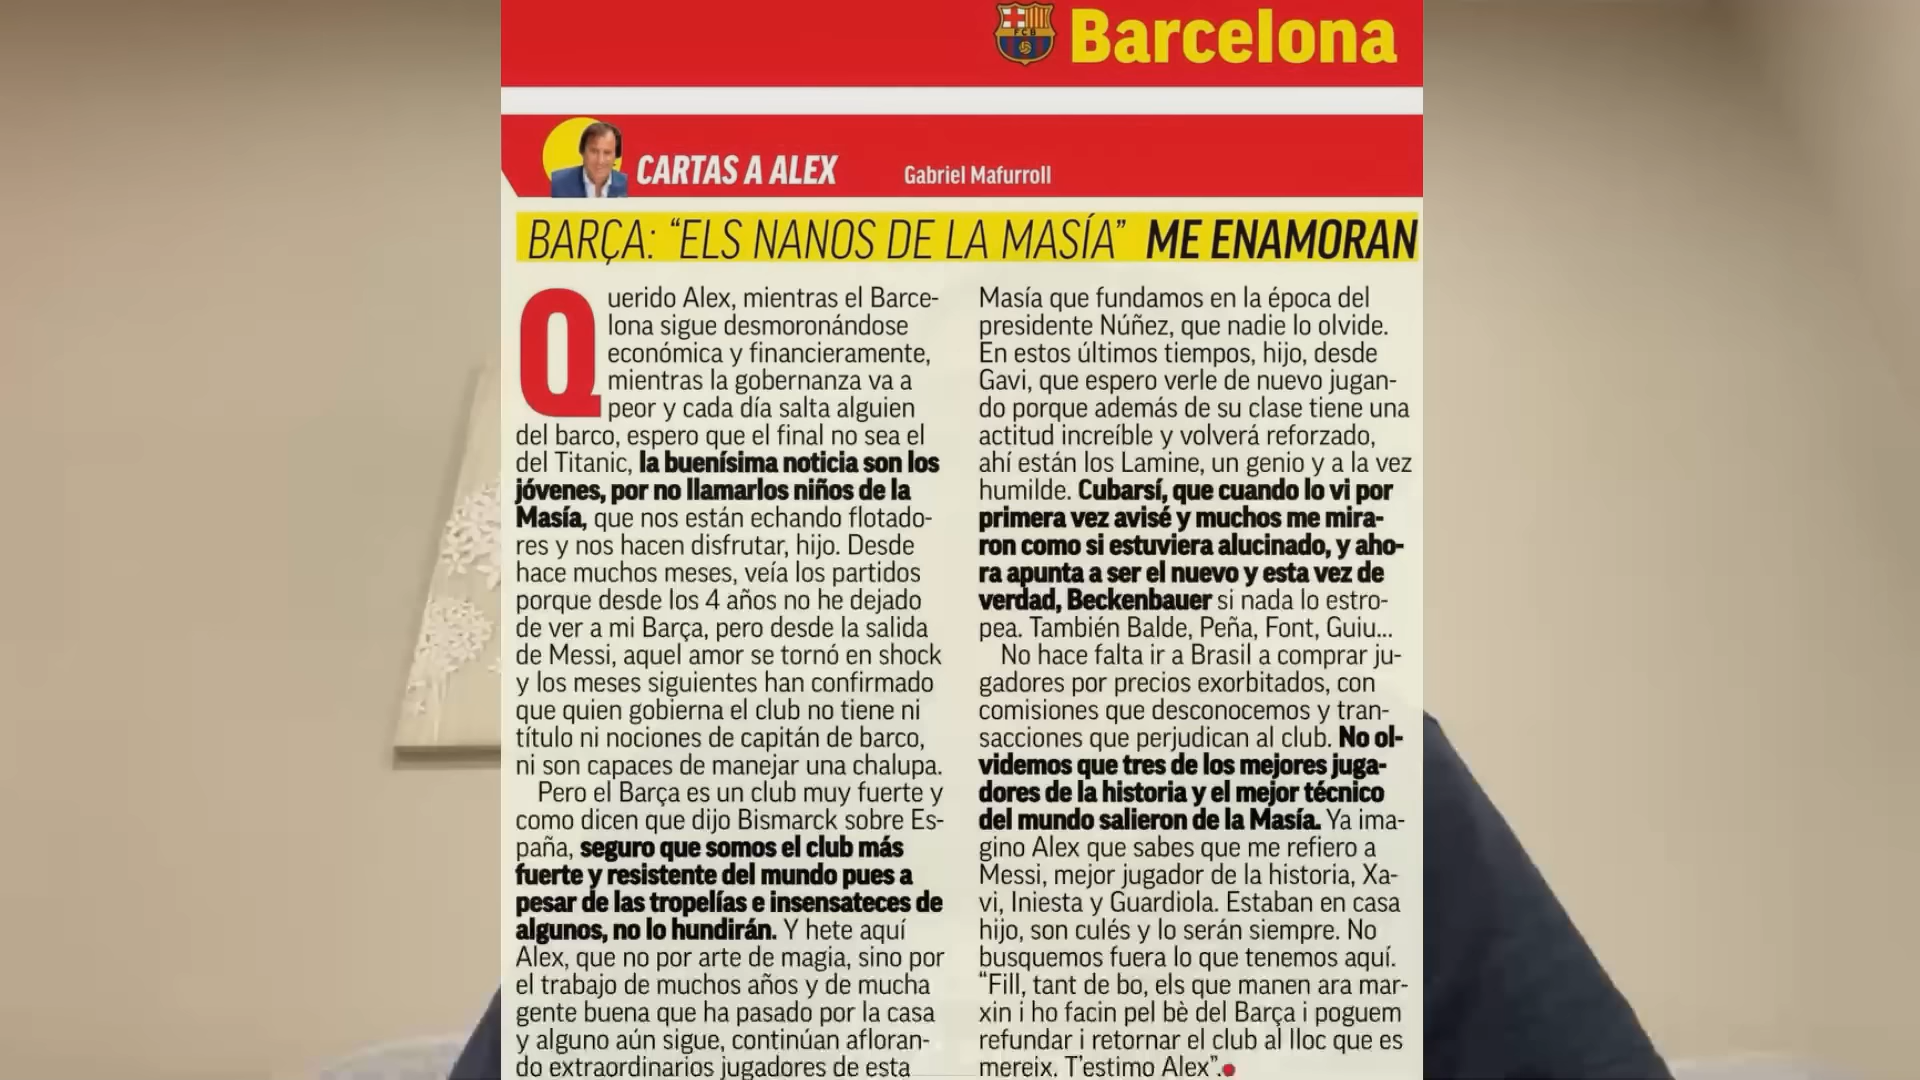 Barcelona
FCB
CARTAS A ALEX
Gabriel Mafurroll
BARÇA: “ELS NANOS DE LA MASÍA” ME ENAMORAN
Querido Alex, mientras el Barce-
lona sigue desmoronándose
económica y financieramente,
mientras la gobernanza va a
peor y cada día salta alguien
del barco, espero que el final no sea el
del Titanic, la buenísima noticia son los
jóvenes, por no llamarlos niños de la
Masía, que nos están echando flotado-
res y nos hacen disfrutar, hijo. Desde
hace muchos meses, veía los partidos
porque desde los 4 años no he dejado
de ver a mi Barça, pero desde la salida
de Messi, aquel amor se tornó en shock
y los meses siguientes han confirmado
que quien gobierna el club no tiene ni
título ni nociones de capitán de barco,
ni son capaces de manejar una chalupa.
Pero el Barça es un club muy fuerte y
como dicen que dijo Bismarck sobre Es-
paña, seguro que somos el club más
fuerte y resistente del mundo pues a
pesar de las tropelías e insensateces de
algunos, no lo hundirán. Y hete aquí
Alex, que no por arte de magia, sino por
el trabajo de muchos años y de mucha
gente buena que ha pasado por la casa
y alguno aún sigue, continúan afloran-
do extraordinarios jugadores de esta
Masía que fundamos en la época del
presidente Núñez, que nadie lo olvide.
En estos últimos tiempos, hijo, desde
Gavi, que espero verle de nuevo jugan-
do porque además de su clase tiene una
actitud increíble y volverá reforzado,
ahí están los Lamine, un genio y a la vez
humilde. Cubarsí, que cuando lo vi por
primera vez avisé y muchos me mira-
ron como si estuviera alucinado, y aho-
ra apunta a ser el nuevo y esta vez de
verdad, Beckenbauer si nada lo estro-
pea. También Balde, Peña, Font, Guiu...
No hace falta ir a Brasil a comprar ju-
gadores por precios exorbitados, con
comisiones que desconocemos y tran-
sacciones que perjudican al club. No ol-
videmos que tres de los mejores juga-
dores de la historia y el mejor técnico
del mundo salieron de la Masía. Ya ima-
gino Alex que sabes que me refiero a
Messi, mejor jugador de la historia, Xa-
vi, Iniesta y Guardiola. Estaban en casa
hijo, son culés y lo serán siempre. No
busquemos fuera lo que tenemos aquí.
“Fill, tant de bo, els que manen ara mar-
xin i ho facin pel bè del Barça i poguem
refundar i retornar el club al lloc que es
mereix. T’estimo Alex”.